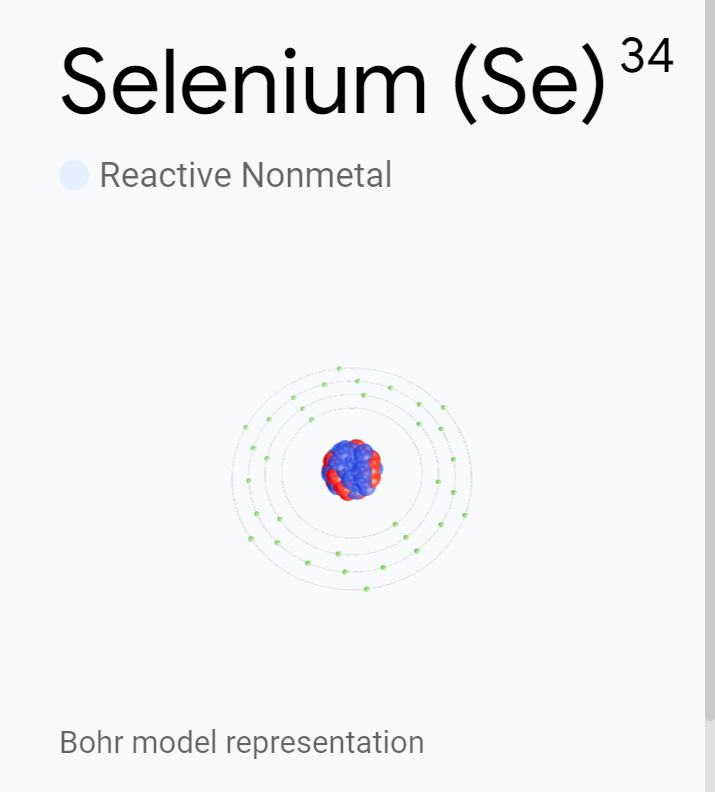 Selenium (Se) 34
Reactive Nonmetal
Bohr model representation